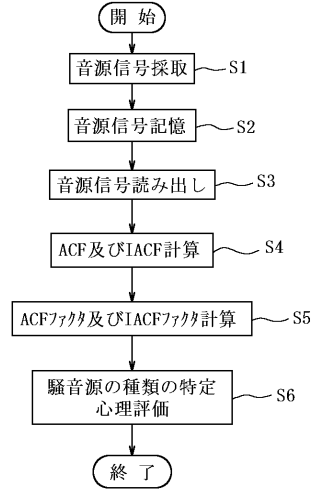 開始
音源信号採取 S1
音源信号記憶 S2
音源信号読み出し S3
ACF及びIACF計算 S4
ACFﾌｧｸﾀ及びIACFﾌｧｸﾀ計算 S5
騒音源の種類の特定
心理評価 S6
終了